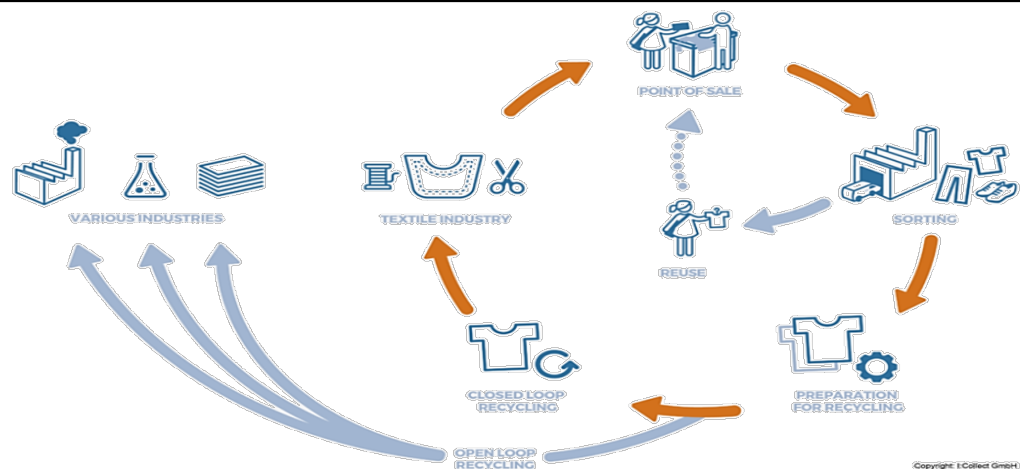 POINT OF SALE
VARIOUS INDUSTRIES
TEXTILE INDUSTRY
SORTING
REUSE
CLOSED LOOP
RECYCLING
PREPARATION
FOR RECYCLING
OPEN LOOP
RECYCLING
Copyright: I:Collect GmbH